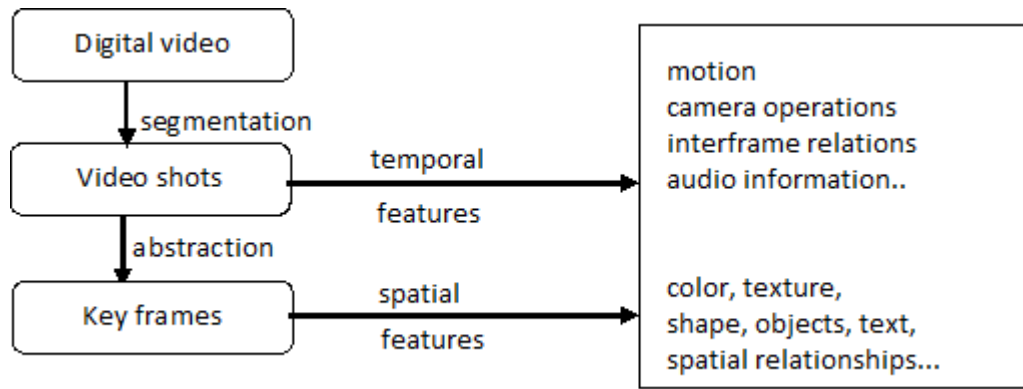 Digital video
segmentation
Video shots
temporal
features
abstraction
Key frames
spatial
features
motion
camera operations
interframe relations
audio information..
color, texture,
shape, objects, text,
spatial relationships...